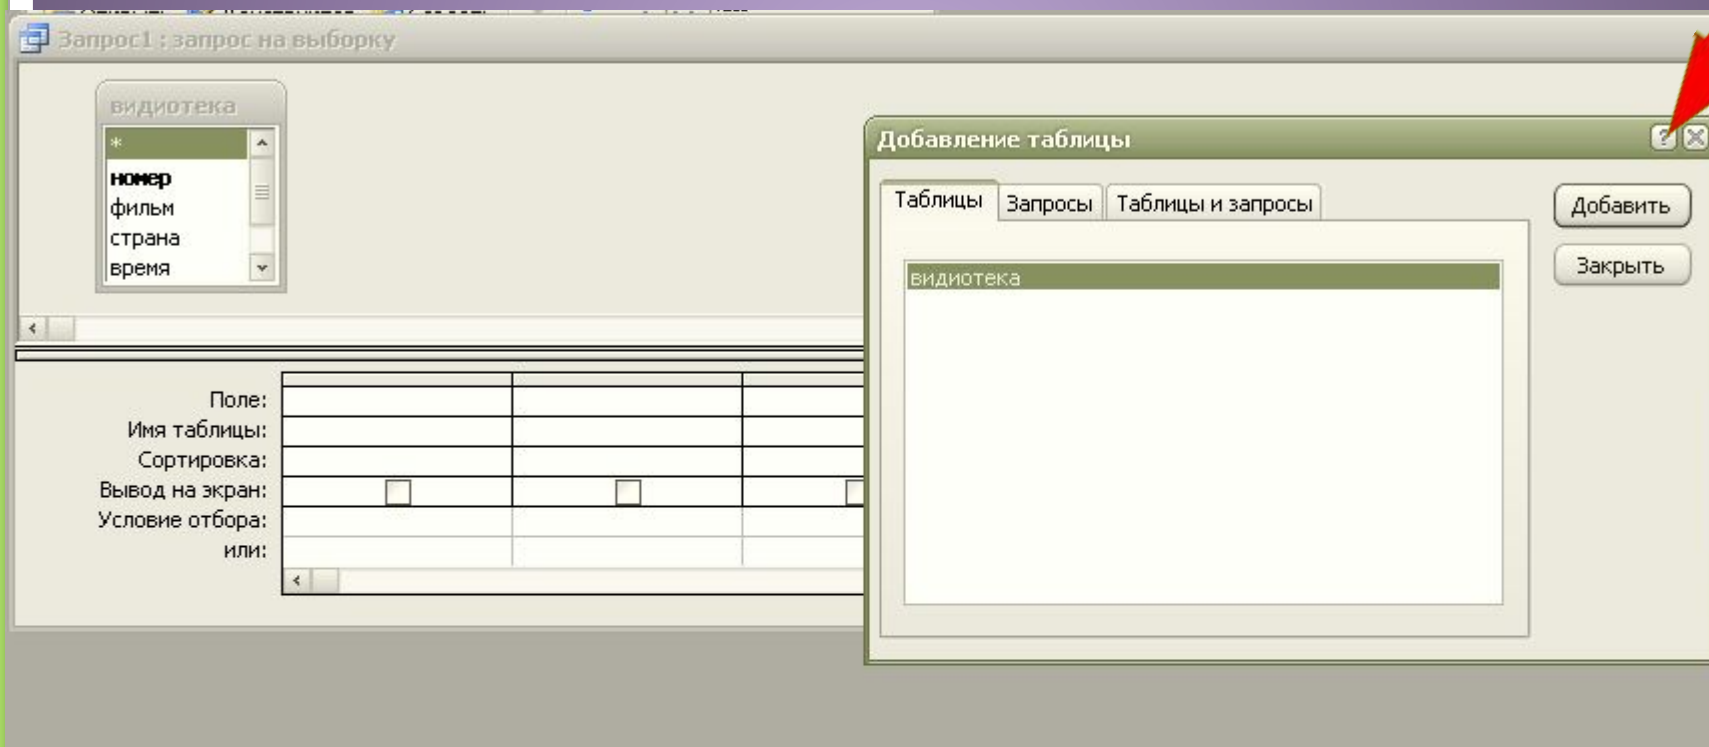 Запрос1 : запрос на выборку
видиотека
*
номер
фильм
страна
время
Добавление таблицы
Таблицы Запросы Таблицы и запросы
Добавить
Закрыть
видиотека
Поле:
Имя таблицы:
Сортировка:
Вывод на экран:
Условие отбора:
или: